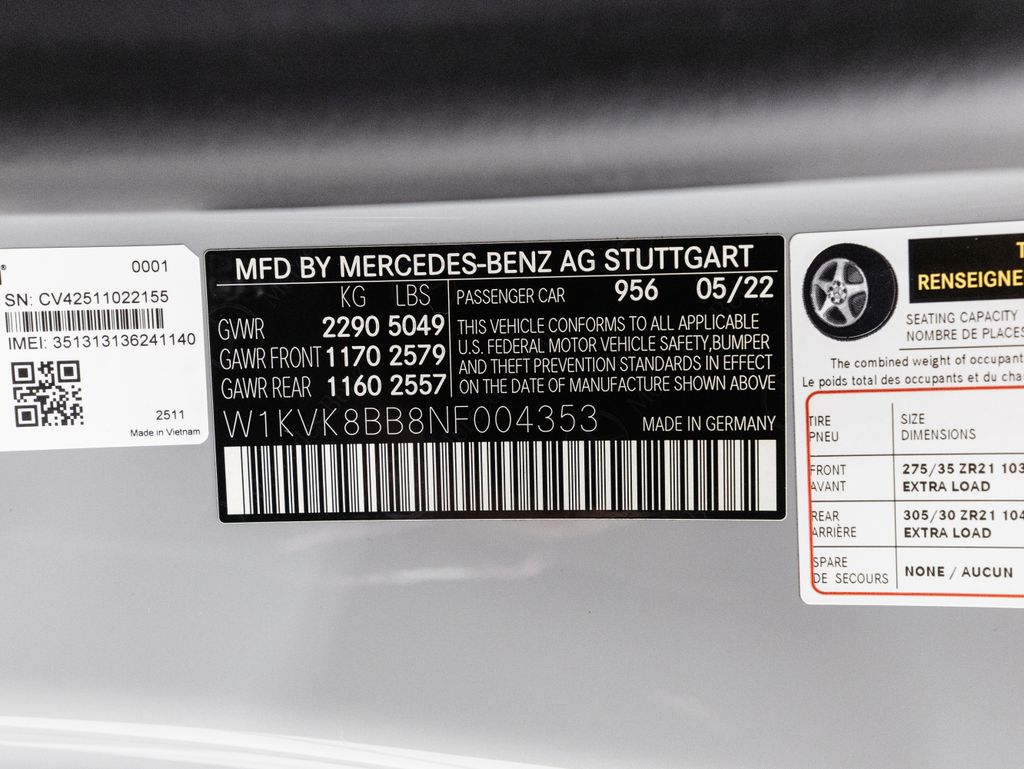 0001
SN: CV42511022155
IMEI: 351313136241140
2511
Made in Vietnam
MFD BY MERCEDES-BENZ AG STUTTGART
KG LBS
GVWR 2290 5049
GAWR FRONT 1170 2579
GAWR REAR 1160 2557
PASSENGER CAR 956 05/22
THIS VEHICLE CONFORMS TO ALL APPLICABLE
U.S. FEDERAL MOTOR VEHICLE SAFETY,BUMPER
AND THEFT PREVENTION STANDARDS IN EFFECT
ON THE DATE OF MANUFACTURE SHOWN ABOVE
W1KVK8BB8NF004353 MADE IN GERMANY
T
RENSEIGNE
SEATING CAPACITY
NOMBRE DE PLACES
The combined weight of occupant
Le poids total des occupants et du cha
TIRE SIZE
PNEU DIMENSIONS
FRONT 275/35 ZR21 103
AVANT EXTRA LOAD
REAR 305/30 ZR21 104
ARRIÈRE EXTRA LOAD
SPARE NONE / AUCUN
DE SECOURS